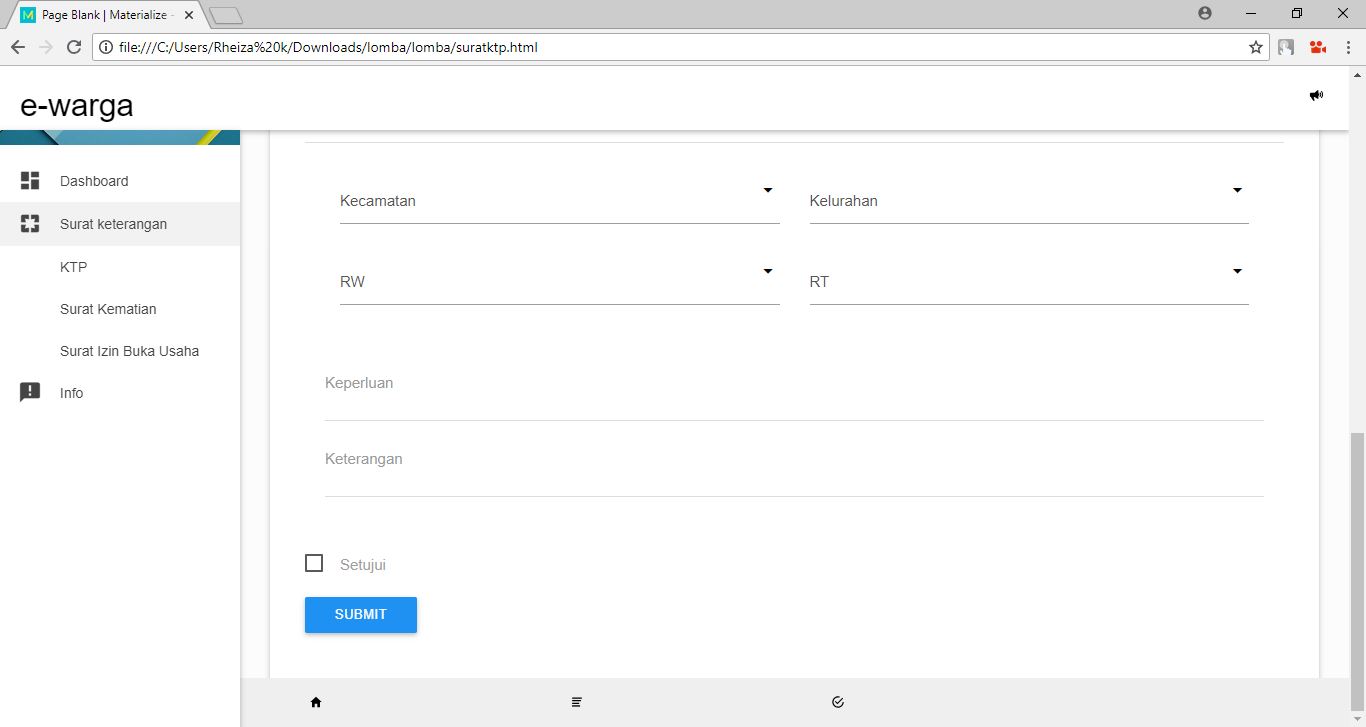 Page Blank | Materialize -
file:///C:/Users/Rheiza%20k/Downloads/lomba/lomba/suratktp.html
e-warga
Dashboard
Surat keterangan
KTP
Surat Kematian
Surat Izin Buka Usaha
Info
Kecamatan
Kelurahan
RW
RT
Keperluan
Keterangan
Setujui
SUBMIT